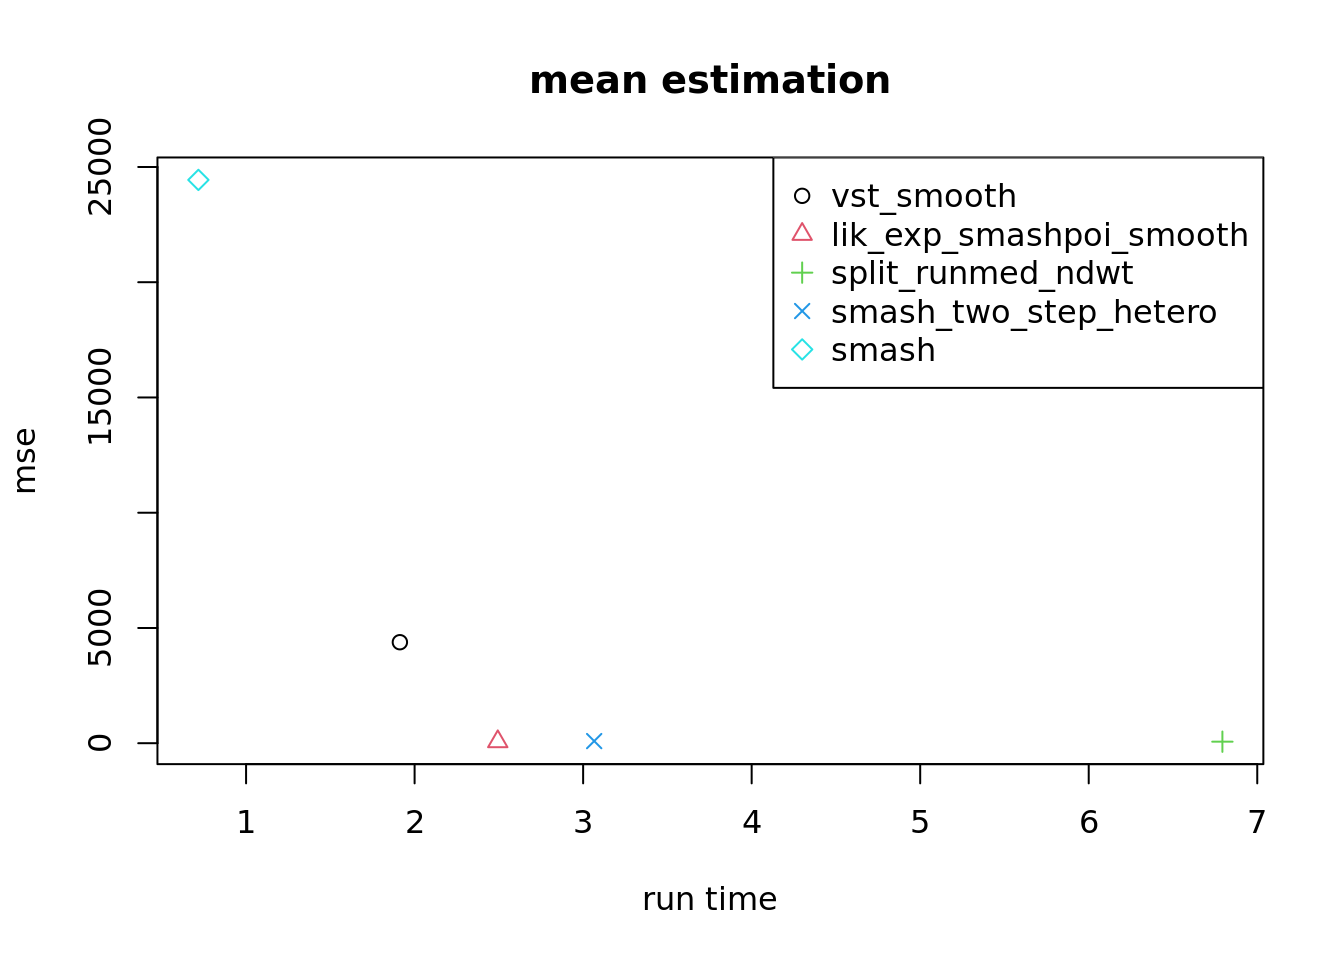 mean estimation
25000
15000
5000
0
mse
vst_smooth
lik_exp_smashpoi_smooth
split_runmed_ndwt
smash_two_step_hetero
smash
1 2 3 4 5 6 7
run time